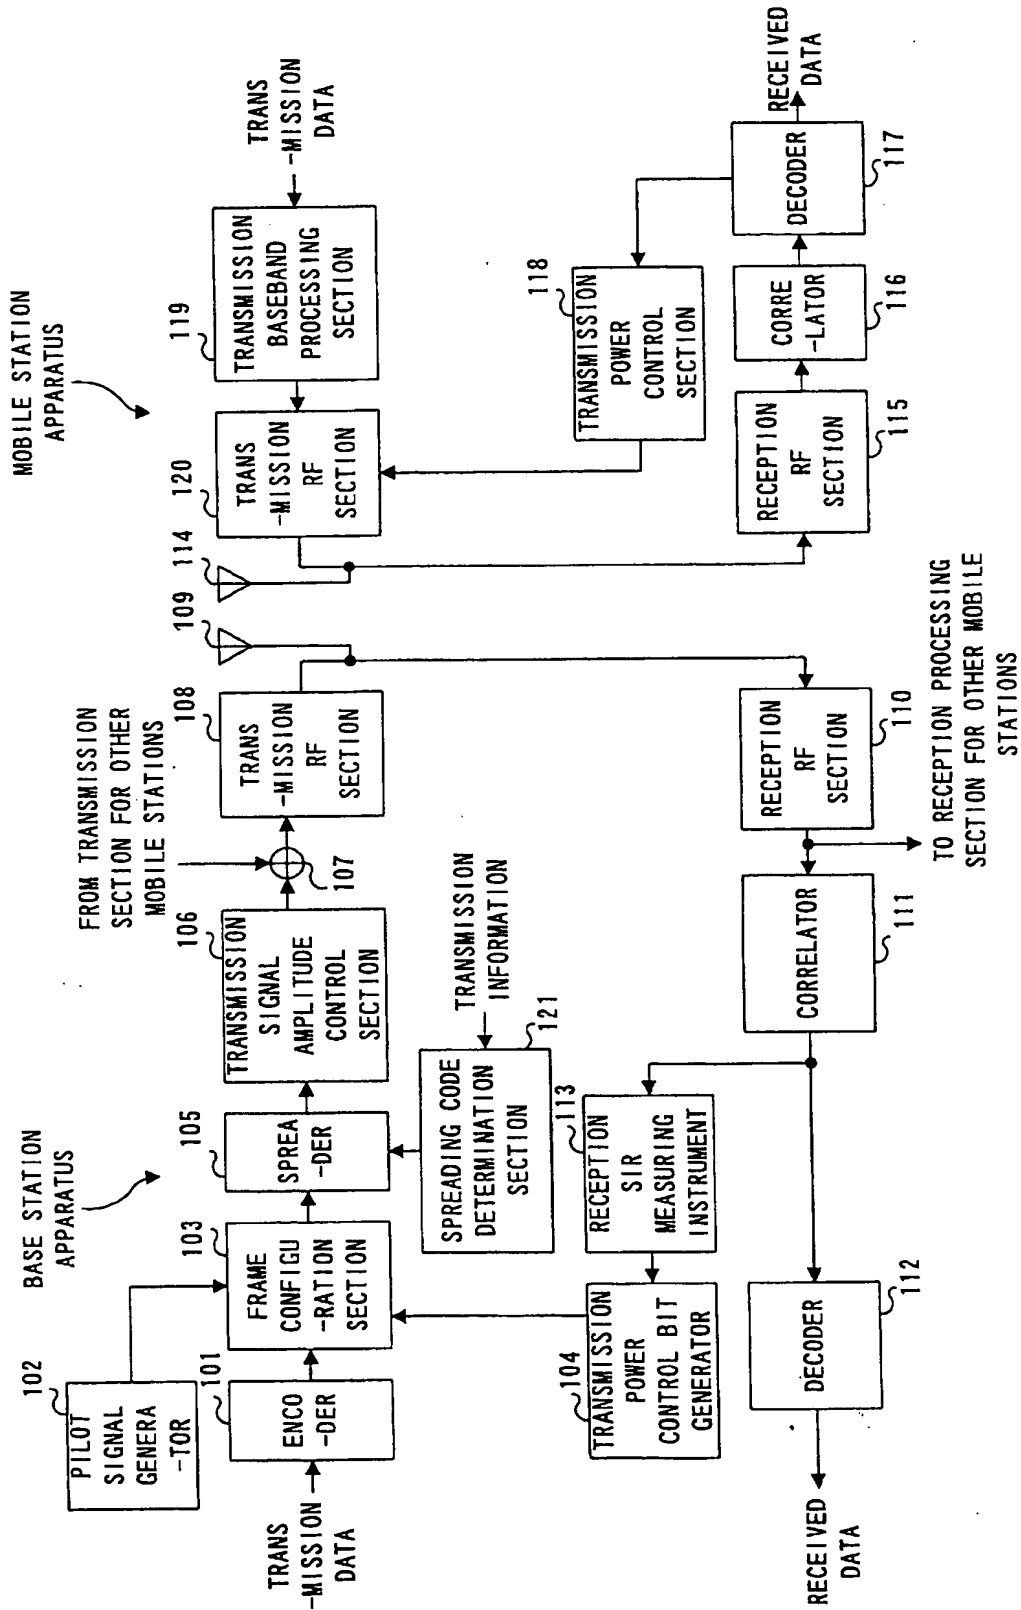 BASE STATION
APPARATUS
MOBILE STATION
APPARATUS
102
PILOT
SIGNAL
GENERA
-TOR
TRANS
-MISSION
DATA
101
ENCO
-DER
103
FRAME
CONFIGU
-RATION
SECTION
105
SPREA
-DER
106
TRANSMISSION
SIGNAL
AMPLITUDE
CONTROL
SECTION
FROM TRANSMISSION
SECTION FOR OTHER
MOBILE STATIONS
107
108
TRANS
-MISSION
RF
SECTION
109
114
120
TRANS
-MISSION
RF
SECTION
119
TRANSMISSION
BASEBAND
PROCESSING
SECTION
TRANS
-MISSION
DATA
SPREADING CODE
DETERMINATION
SECTION
121
TRANSMISSION
INFORMATION
104
TRANSMISSION
POWER
CONTROL BIT
GENERATOR
113
RECEPTION
SIR
MEASURING
INSTRUMENT
118
TRANSMISSION
POWER
CONTROL
SECTION
RECEIVED
DATA
DECODER
112
CORRELATOR
111
RECEPTION
RF
SECTION
110
TO RECEPTION PROCESSING
SECTION FOR OTHER MOBILE
STATIONS
RECEPTION
RF
SECTION
115
CORRE
-LATOR
116
DECODER
117
RECEIVED
DATA